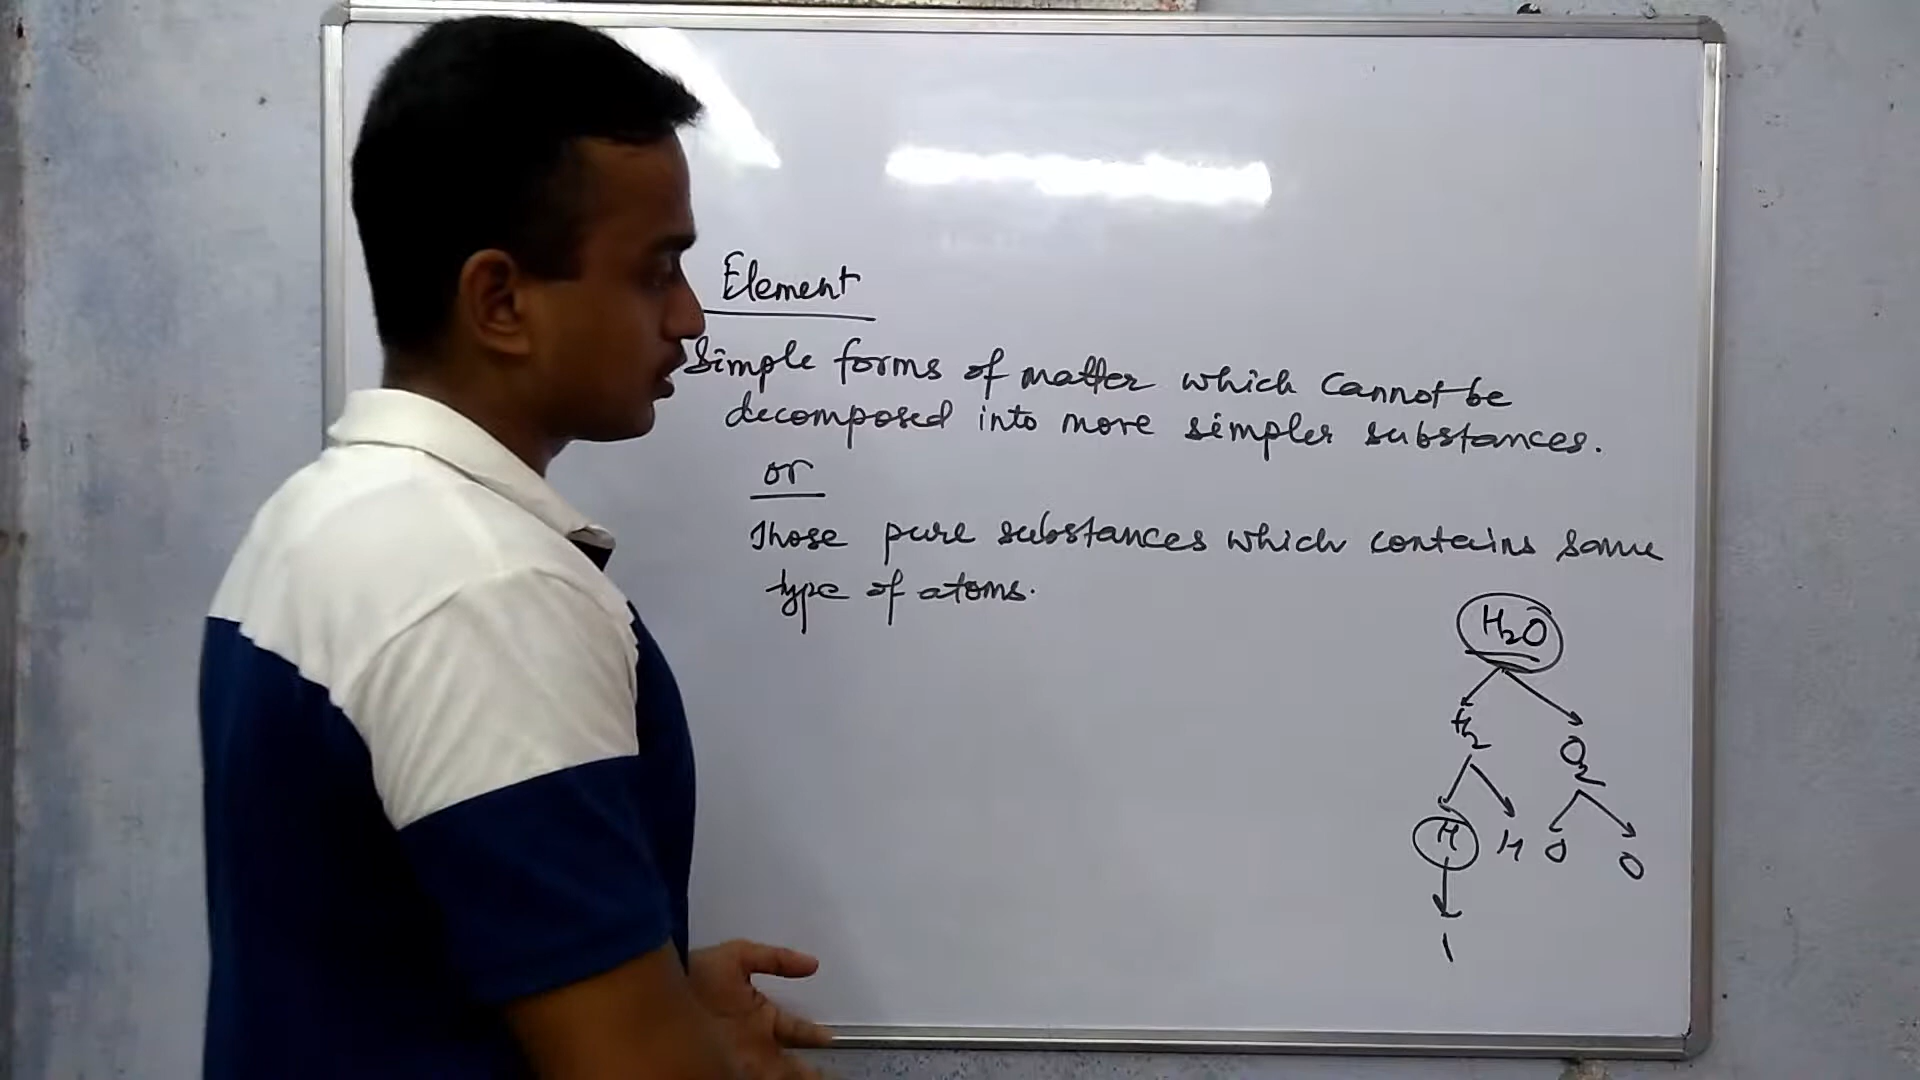 Element
Simple forms of matter which cannot be
decomposed into more simpler substances.
or
Those pure substances which contains same
type of atoms.
H₂O
H₂ O₂
H H O O
1